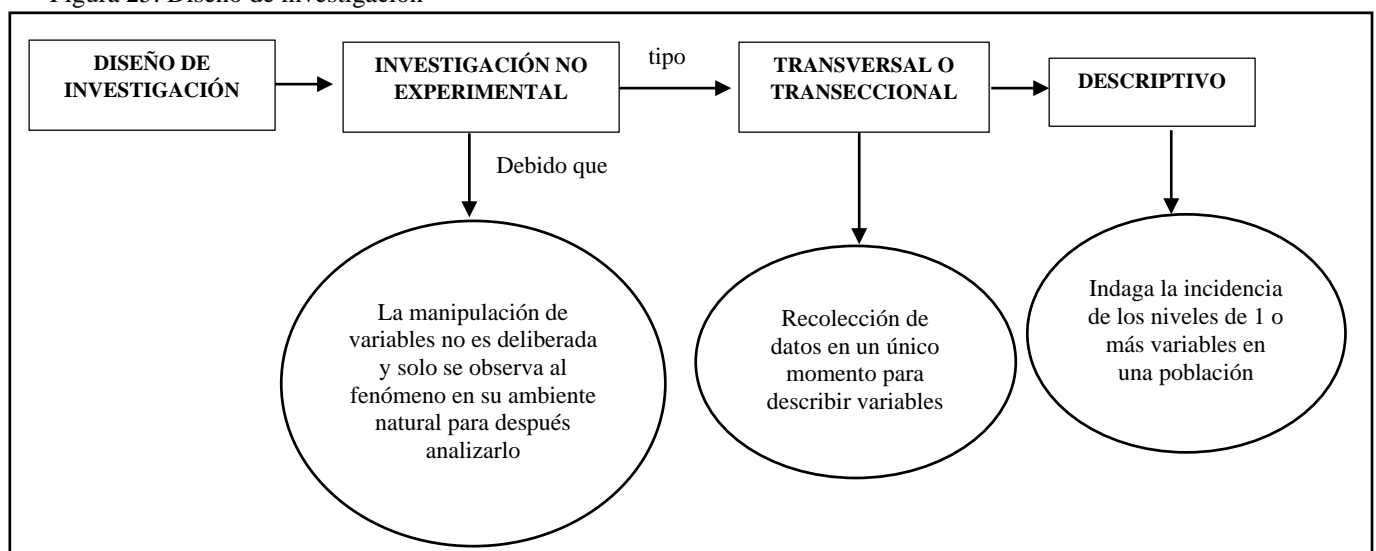 Figura 25. Diseño de investigación
DISEÑO DE
INVESTIGACIÓN
INVESTIGACIÓN NO
EXPERIMENTAL
tipo
TRANSVERSAL O
TRANSECCIONAL
DESCRIPTIVO
Debido que
La manipulación de
variables no es deliberada
y solo se observa al
fenómeno en su ambiente
natural para después
analizarlo
Recolección de
datos en un único
momento para
describir variables
Indaga la incidencia
de los niveles de 1 o
más variables en
una población